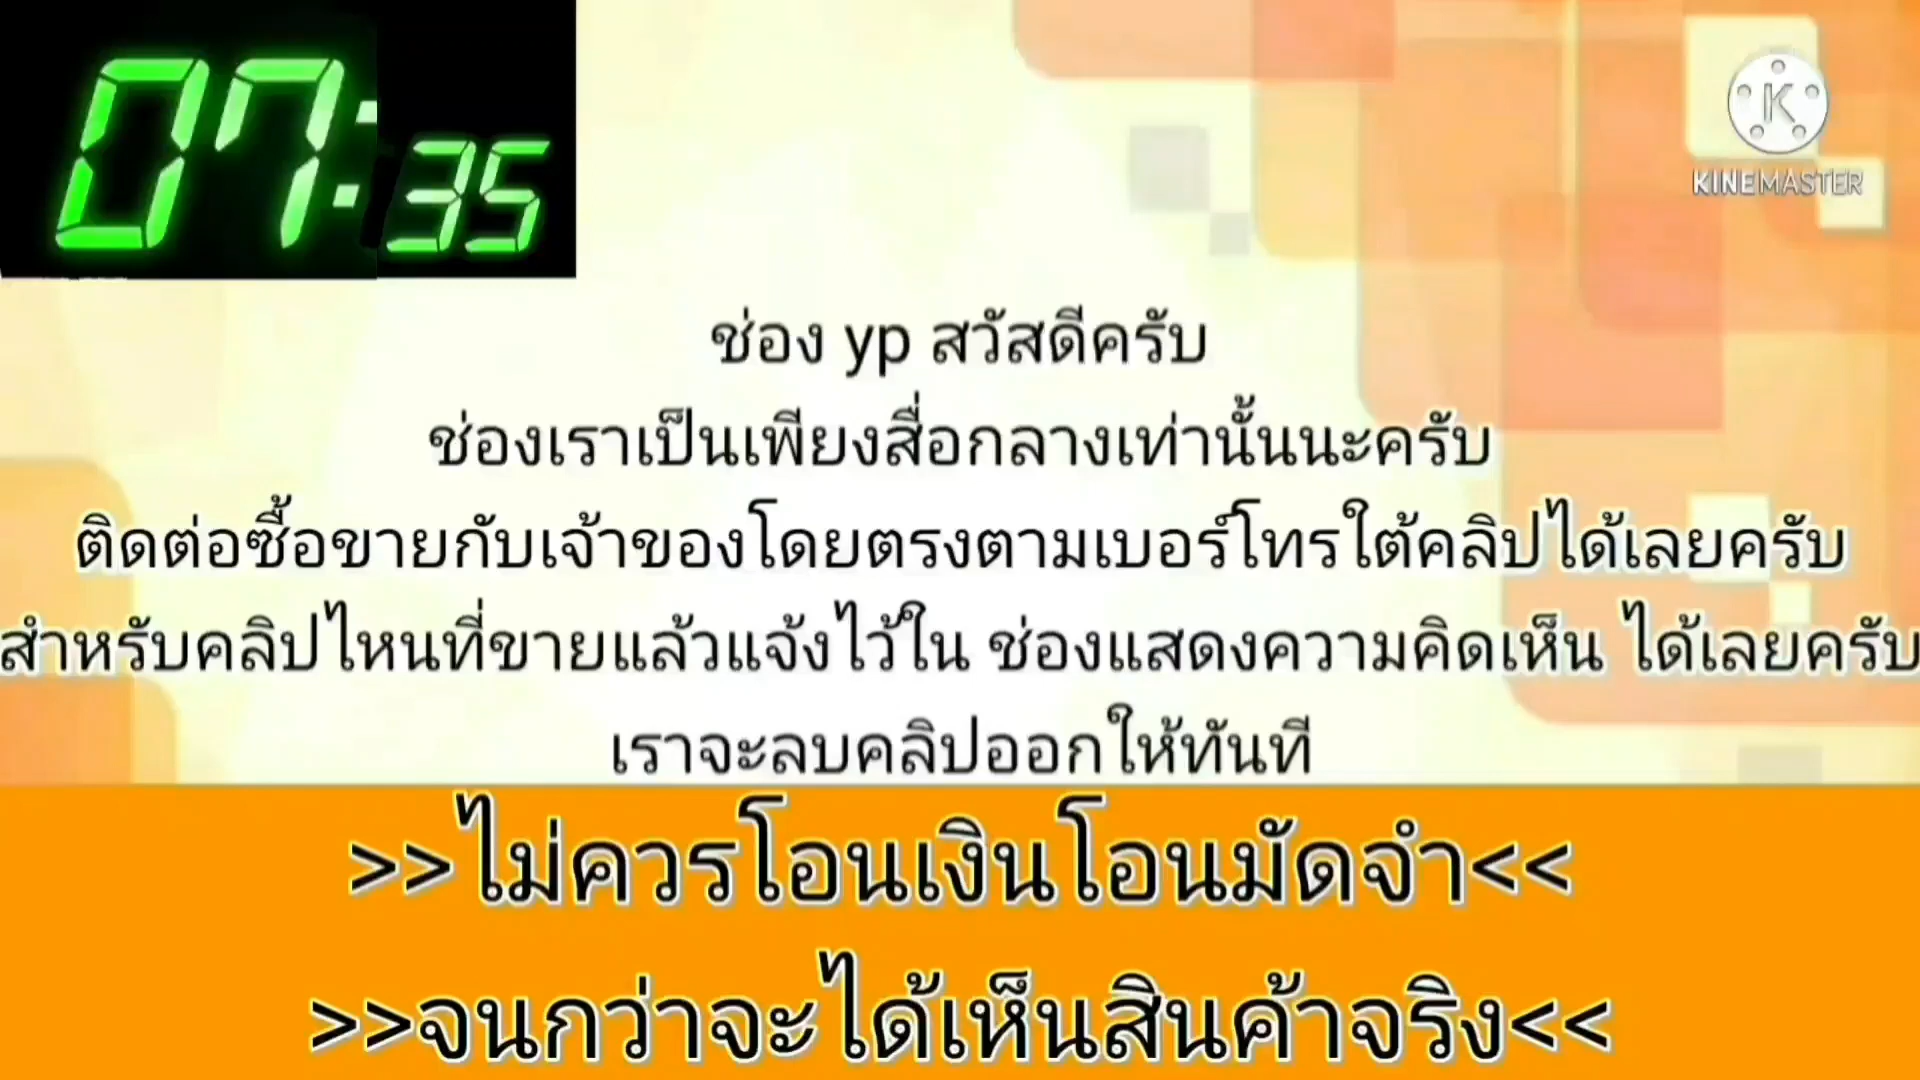 07:35
KINEMASTER
ช่อง yp สวัสดีครับ
ช่องเราเป็นเพียงสื่อกลางเท่านั้นนะครับ
ติดต่อซื้อขายกับเจ้าของโดยตรงตามเบอร์โทรใต้คลิปได้เลยครับ
สำหรับคลิปไหนที่ขายแล้วแจ้งไว้ใน ช่องแสดงความคิดเห็น ได้เลยครับ
เราจะลบคลิปออกให้ทันที
>>ไม่ควรโอนเงินโอนมัดจำ<<
>>จนกว่าจะได้เห็นสินค้าจริง<<